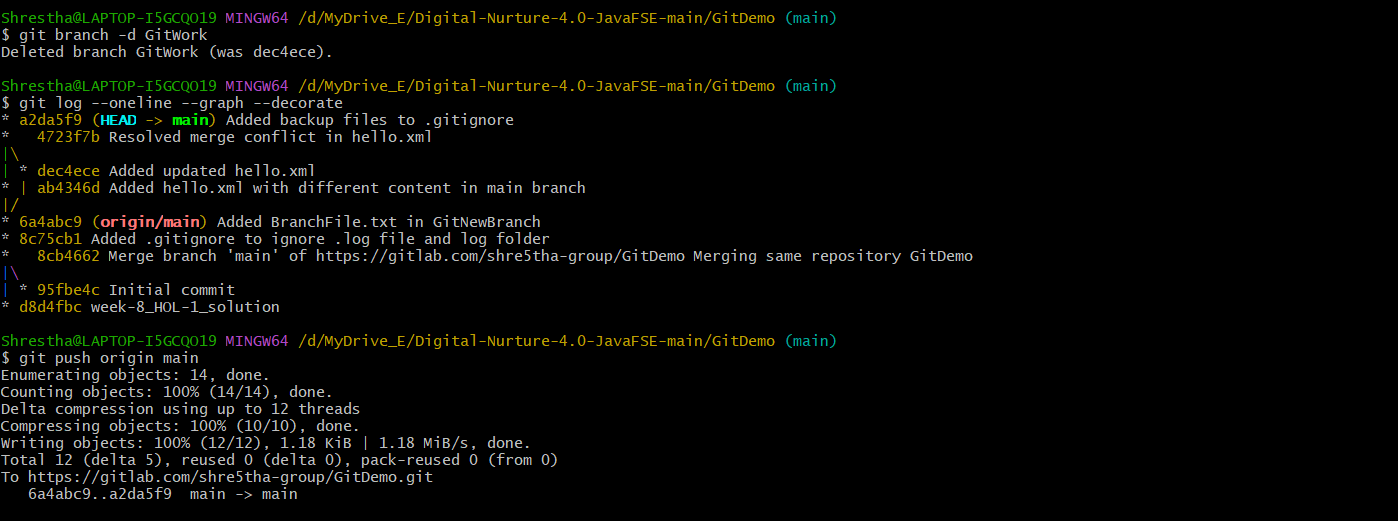 Shrestha@LAPTOP-I5GCQO19 MINGW64 /d/MyDrive_E/Digital-Nurture-4.0-JavaFSE-main/GitDemo (main)
$ git branch -d GitWork
Deleted branch GitWork (was dec4ece).

Shrestha@LAPTOP-I5GCQO19 MINGW64 /d/MyDrive_E/Digital-Nurture-4.0-JavaFSE-main/GitDemo (main)
$ git log --oneline --graph --decorate
* a2da5f9 (HEAD -> main) Added backup files to .gitignore
*   4723f7b Resolved merge conflict in hello.xml
|\
| * dec4ece Added updated hello.xml
* | ab4346d Added hello.xml with different content in main branch
|/
* 6a4abc9 (origin/main) Added BranchFile.txt in GitNewBranch
* 8c75cb1 Added .gitignore to ignore .log file and log folder
*   8cb4662 Merge branch 'main' of https://gitlab.com/shre5tha-group/GitDemo Merging same repository GitDemo
|\
| * 95fbe4c Initial commit
* d8d4fbc week-8_HOL-1_solution

Shrestha@LAPTOP-I5GCQO19 MINGW64 /d/MyDrive_E/Digital-Nurture-4.0-JavaFSE-main/GitDemo (main)
$ git push origin main
Enumerating objects: 14, done.
Counting objects: 100% (14/14), done.
Delta compression using up to 12 threads
Compressing objects: 100% (10/10), done.
Writing objects: 100% (12/12), 1.18 KiB | 1.18 MiB/s, done.
Total 12 (delta 5), reused 0 (delta 0), pack-reused 0 (from 0)
To https://gitlab.com/shre5tha-group/GitDemo.git
   6a4abc9..a2da5f9  main -> main